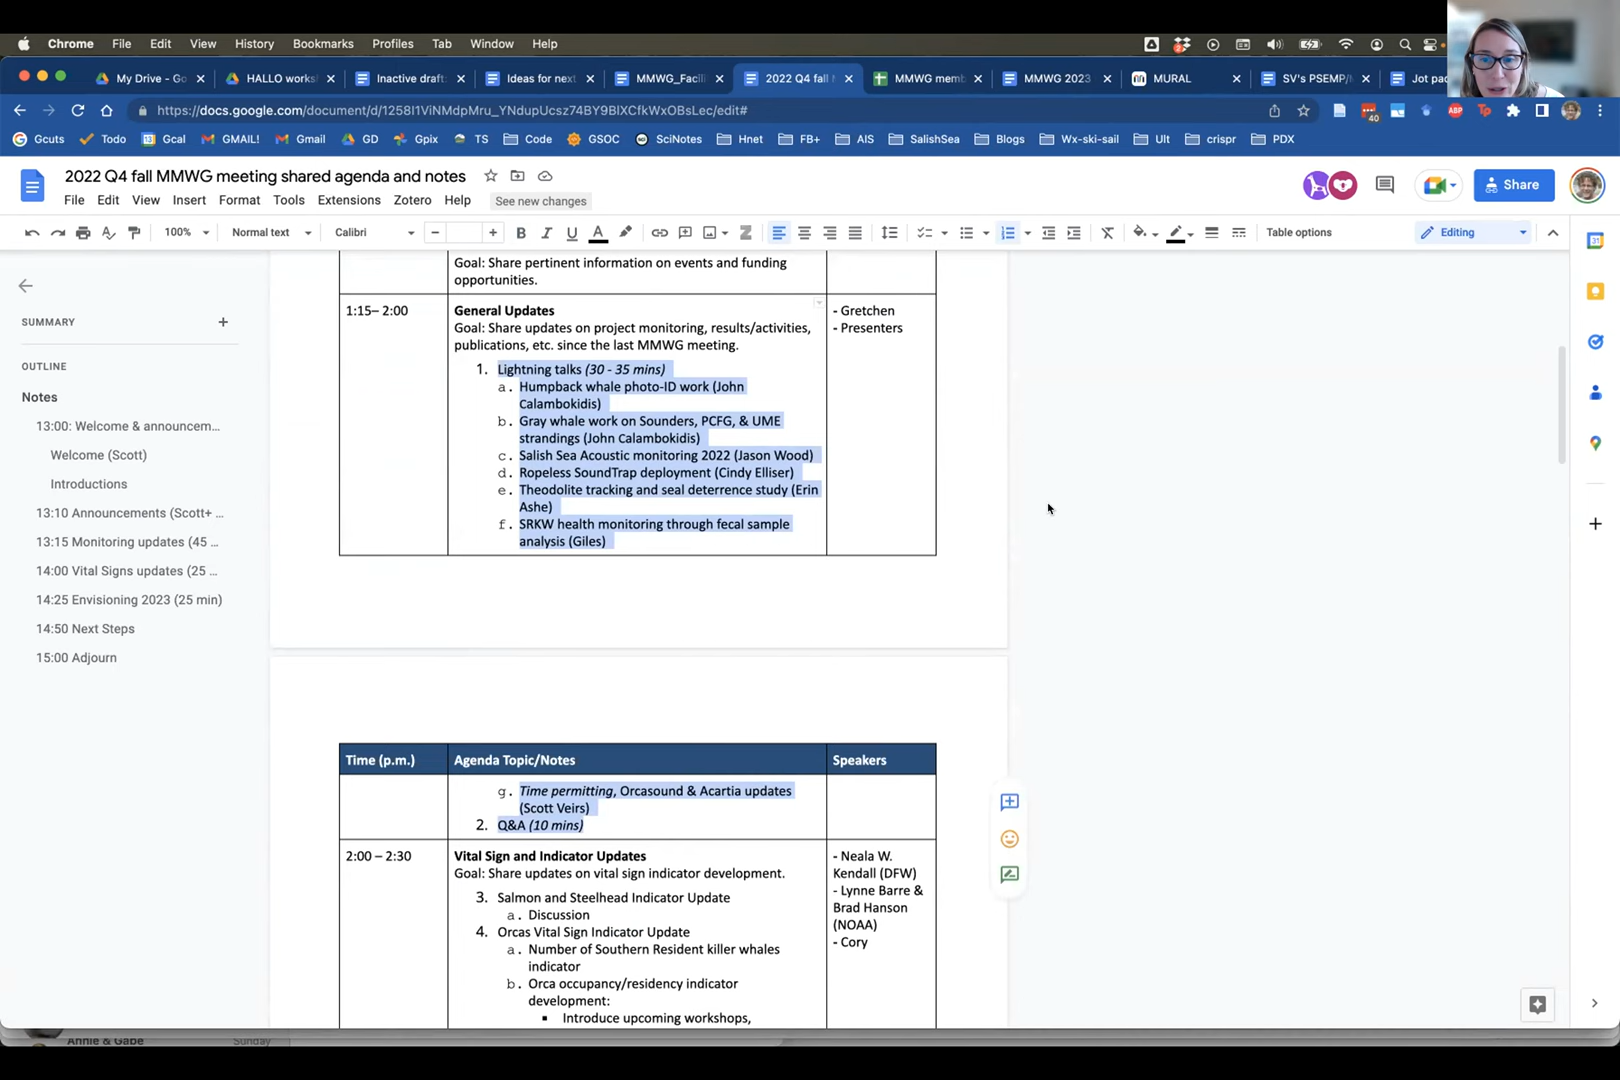 Chrome File Edit View History Bookmarks Profiles Tab Window Help
My Drive - Go
HALLO works
Inactive draft:
Ideas for next
MMWG_Facili
2022 Q4 fall
MMWG memb
MMWG 2023
MURAL
SV's PSEMP/
Jot pac
https://docs.google.com/document/d/1258I1ViNMdpMru_YNdupUcsz74BY9BlXCfkWxOBsLec/edit#
40
ABP
Gcuts Todo Gcal GMAIL! Gmail GD Gpix TS Code GSOC SciNotes Hnet FB+ AIS SalishSea Blogs Wx-ski-sail Ult crispr PDX
2022 Q4 fall MMWG meeting shared agenda and notes
File Edit View Insert Format Tools Extensions Zotero Help See new changes
Share
100% Normal text Calibri Table options Editing
SUMMARY
OUTLINE
Notes
13:00: Welcome & announcem...
Welcome (Scott)
Introductions
13:10 Announcements (Scott+ ...
13:15 Monitoring updates (45 ...
14:00 Vital Signs updates (25 ...
14:25 Envisioning 2023 (25 min)
14:50 Next Steps
15:00 Adjourn
Goal: Share pertinent information on events and funding
opportunities.
1:15– 2:00
General Updates
Goal: Share updates on project monitoring, results/activities,
publications, etc. since the last MMWG meeting.
1. Lightning talks (30 - 35 mins)
a. Humpback whale photo-ID work (John
Calambokidis)
b. Gray whale work on Sounders, PCFG, & UME
strandings (John Calambokidis)
c. Salish Sea Acoustic monitoring 2022 (Jason Wood)
d. Ropeless SoundTrap deployment (Cindy Elliser)
e. Theodolite tracking and seal deterrence study (Erin
Ashe)
f. SRKW health monitoring through fecal sample
analysis (Giles)
- Gretchen
- Presenters
Time (p.m.) Agenda Topic/Notes Speakers
g. Time permitting, Orcasound & Acartia updates
(Scott Veirs)
2. Q&A (10 mins)
2:00 – 2:30
Vital Sign and Indicator Updates
Goal: Share updates on vital sign indicator development.
3. Salmon and Steelhead Indicator Update
a. Discussion
4. Orcas Vital Sign Indicator Update
a. Number of Southern Resident killer whales
indicator
b. Orca occupancy/residency indicator
development:
▪ Introduce upcoming workshops,
- Neala W.
Kendall (DFW)
- Lynne Barre &
Brad Hanson
(NOAA)
- Cory
31
Annie & Gabe Sunday